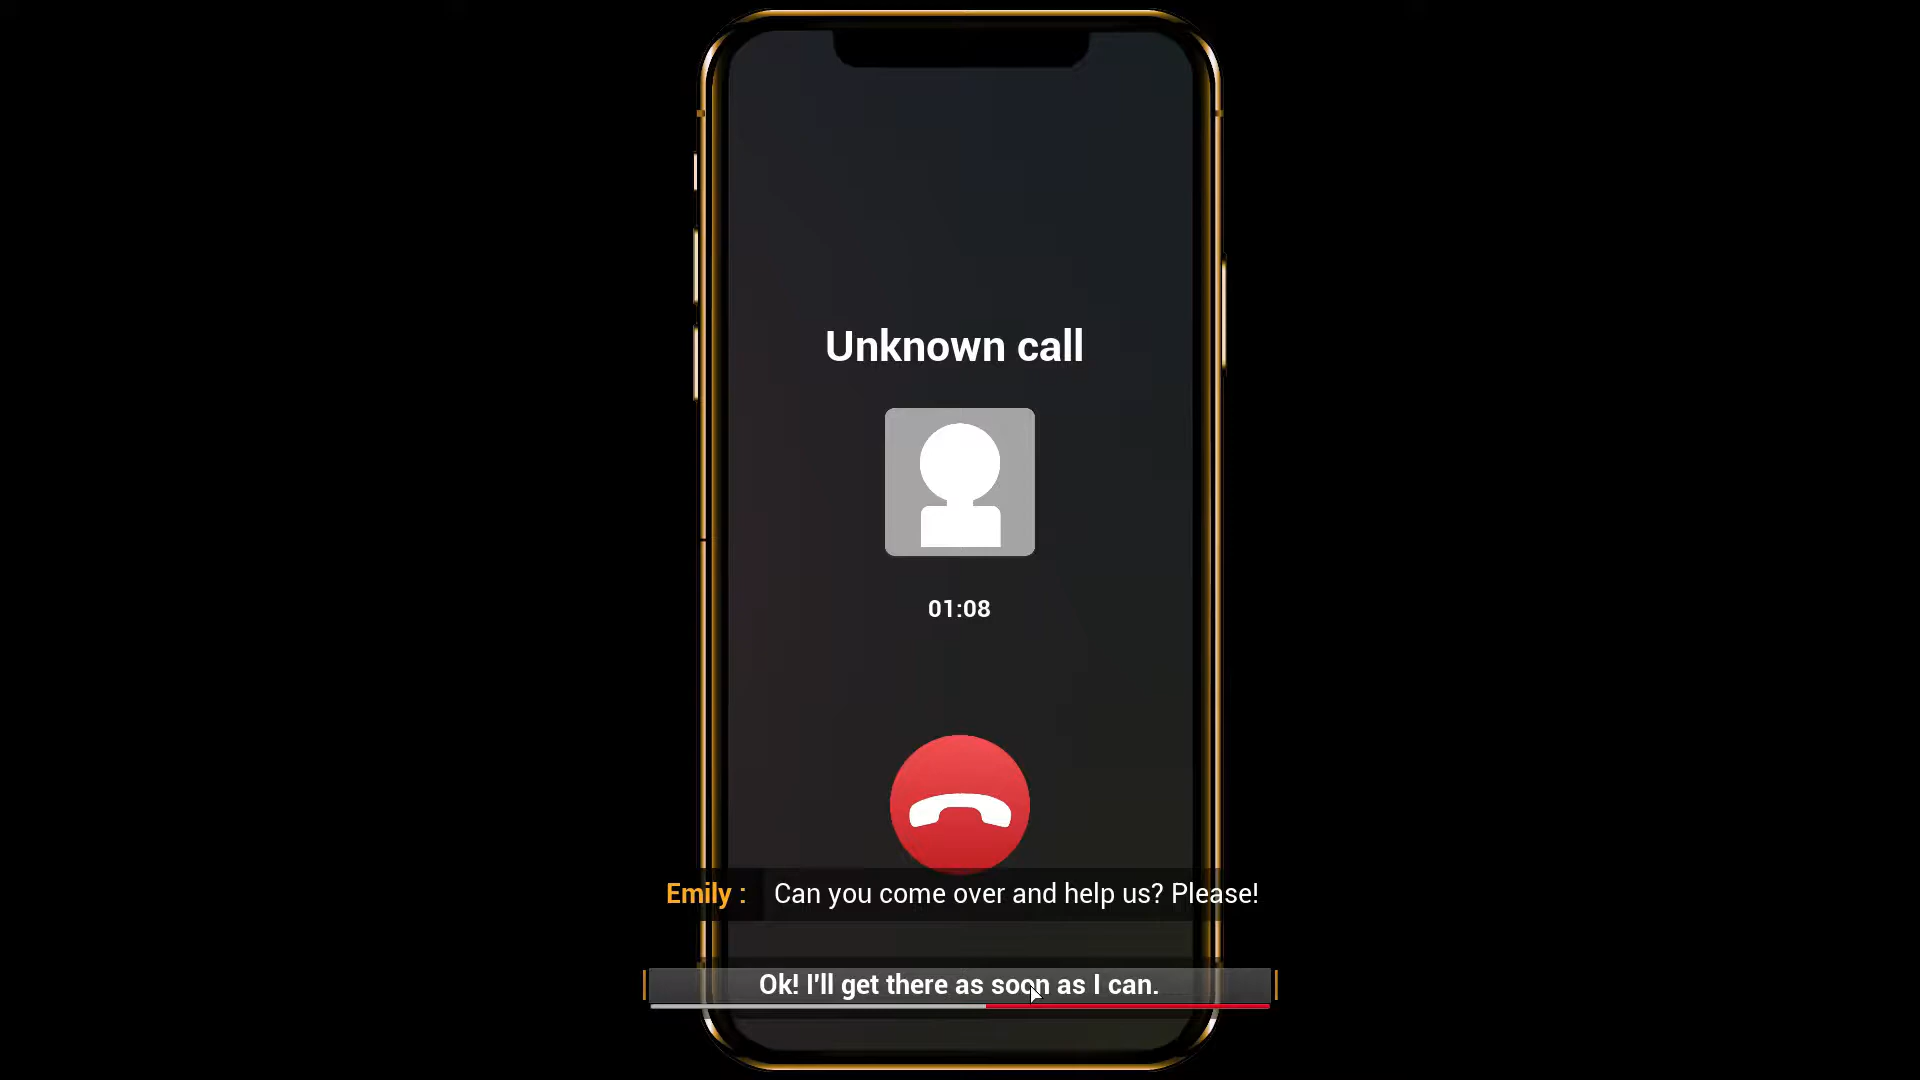 Unknown call
01:08
Emily : Can you come over and help us? Please!
Ok! I'll get there as soon as I can.